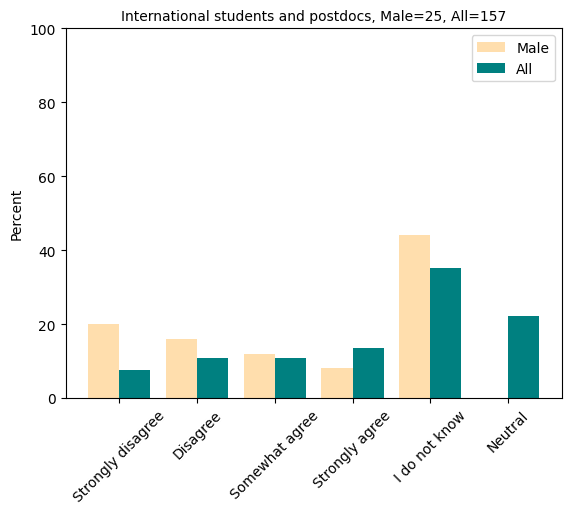 International students and postdocs, Male=25, All=157
100
80
60
40
20
0
Percent
Male
All
Strongly disagree
Disagree
Somewhat agree
Strongly agree
I do not know
Neutral